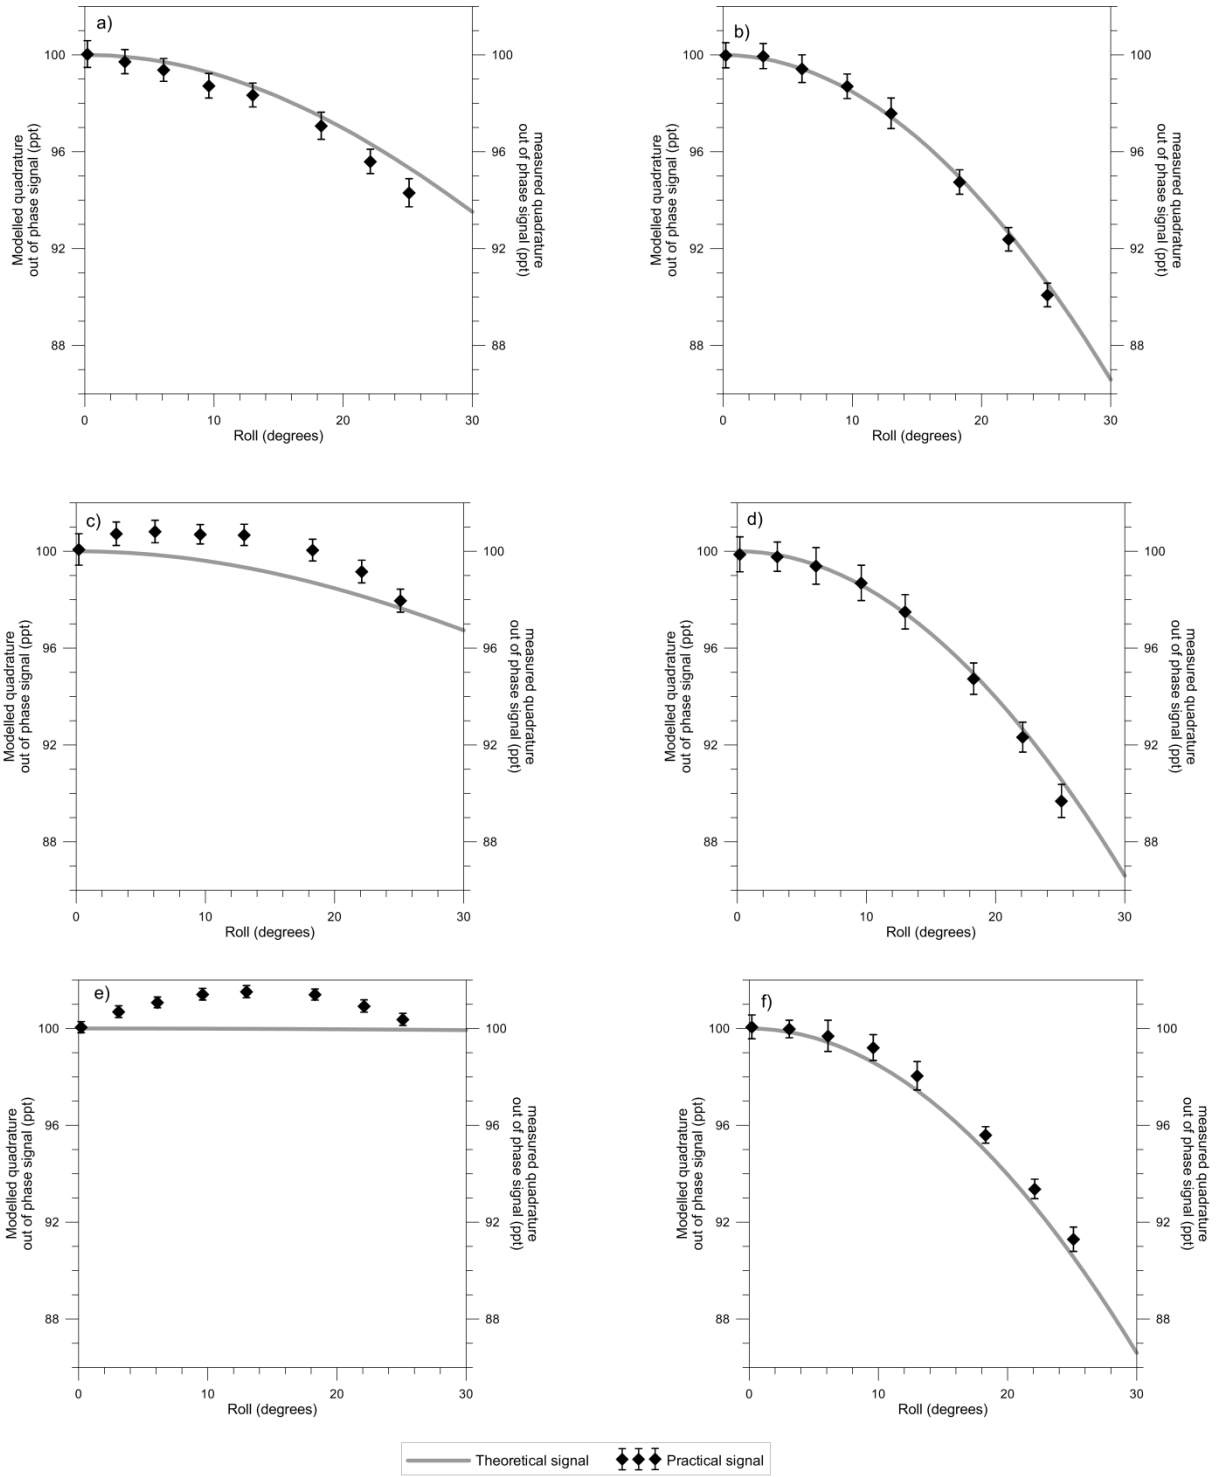 a)
100
96
92
88
Modelled quadrature
out of phase signal (ppt)
100
96
92
88
measured quadrature
out of phase signal (ppt)
0
10
20
30
Roll (degrees)
b)
100
96
92
88
Modelled quadrature
out of phase signal (ppt)
100
96
92
88
measured quadrature
out of phase signal (ppt)
0
10
20
30
Roll (degrees)
c)
100
96
92
88
Modelled quadrature
out of phase signal (ppt)
100
96
92
88
measured quadrature
out of phase signal (ppt)
0
10
20
30
Roll (degrees)
d)
100
96
92
88
Modelled quadrature
out of phase signal (ppt)
100
96
92
88
measured quadrature
out of phase signal (ppt)
0
10
20
30
Roll (degrees)
e)
100
96
92
88
Modelled quadrature
out of phase signal (ppt)
100
96
92
88
measured quadrature
out of phase signal (ppt)
0
10
20
30
Roll (degrees)
f)
100
96
92
88
Modelled quadrature
out of phase signal (ppt)
100
96
92
88
measured quadrature
out of phase signal (ppt)
0
10
20
30
Roll (degrees)
Theoretical signal
Practical signal